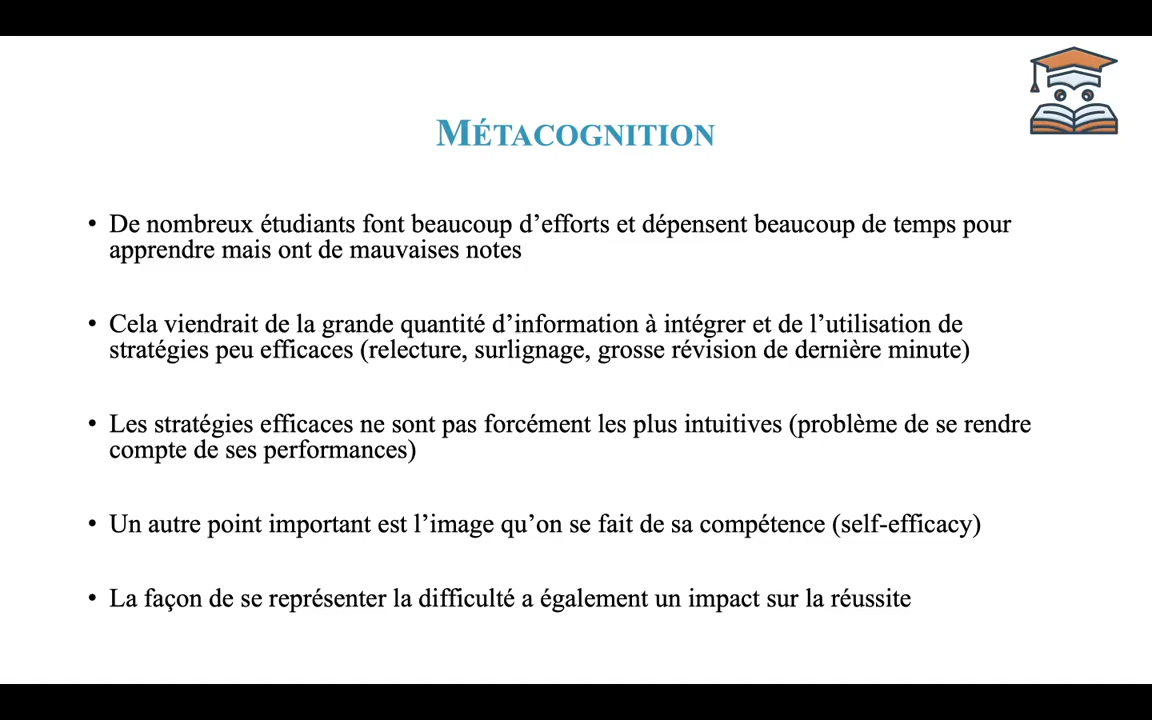 MÉTACOGNITION
• De nombreux étudiants font beaucoup d’efforts et dépensent beaucoup de temps pour
apprendre mais ont de mauvaises notes
• Cela viendrait de la grande quantité d’information à intégrer et de l’utilisation de
stratégies peu efficaces (relecture, surlignage, grosse révision de dernière minute)
• Les stratégies efficaces ne sont pas forcément les plus intuitives (problème de se rendre
compte de ses performances)
• Un autre point important est l’image qu’on se fait de sa compétence (self-efficacy)
• La façon de se représenter la difficulté a également un impact sur la réussite